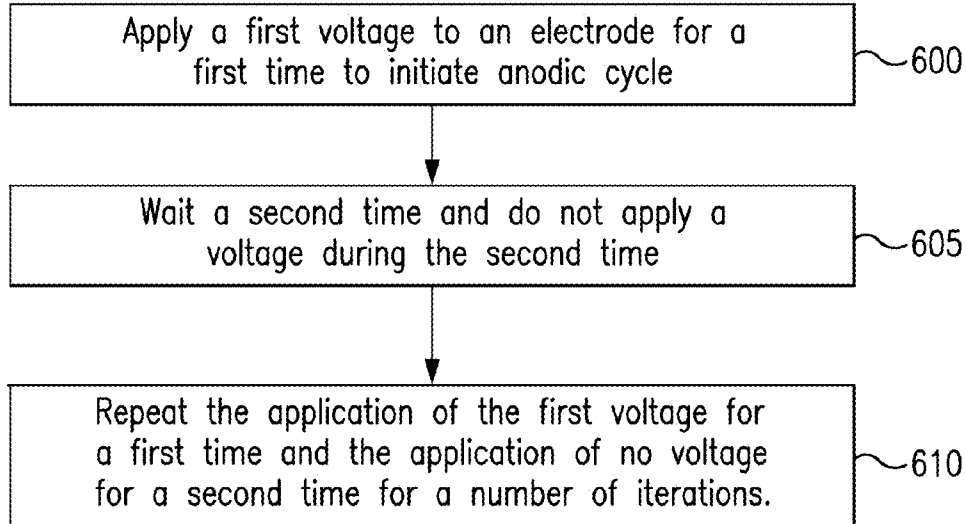 Apply a first voltage to an electrode for a
first time to initiate anodic cycle
600
Wait a second time and do not apply a
voltage during the second time
605
Repeat the application of the first voltage for
a first time and the application of no voltage
for a second time for a number of iterations.
610